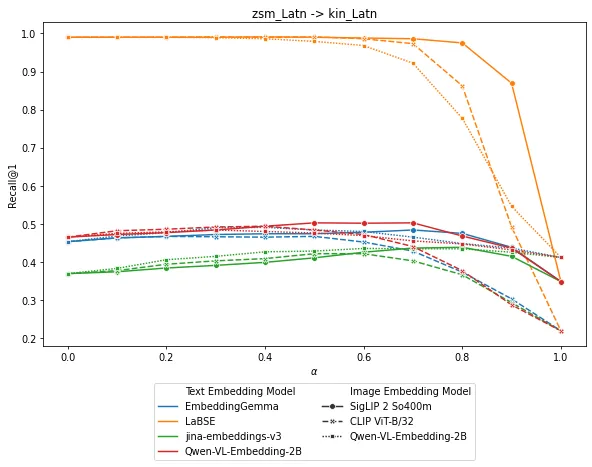 zsm_Latn -> kin_Latn
1.0
0.9
0.8
0.7
0.6
0.5
0.4
0.3
0.2
Recall@1
0.0 0.2 0.4 0.6 0.8 1.0
α
Text Embedding Model Image Embedding Model
EmbeddingGemma SigLIP 2 So400m
LaBSE CLIP ViT-B/32
jina-embeddings-v3 Qwen-VL-Embedding-2B
Qwen-VL-Embedding-2B